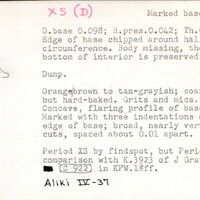 XS (D)
Marked base
D.base 0.098; H.pres.0.042; Th.
Edge of base chipped around hal
circumference. Body missing, the
bottom of interior is preserved
Dump.
Orange brown to tan-grayish; coa
but hard-baked. Grits and mica.
Concave, flaring profile of base
Marked with three indentations o
edge of base; broad, nearly vert
cuts, spaced about 0.01 apart.
Period XS by findspot, but Per
comparison with K.3923 of J Gra
C 922 in KPW.18ff.
Aliki IV-37